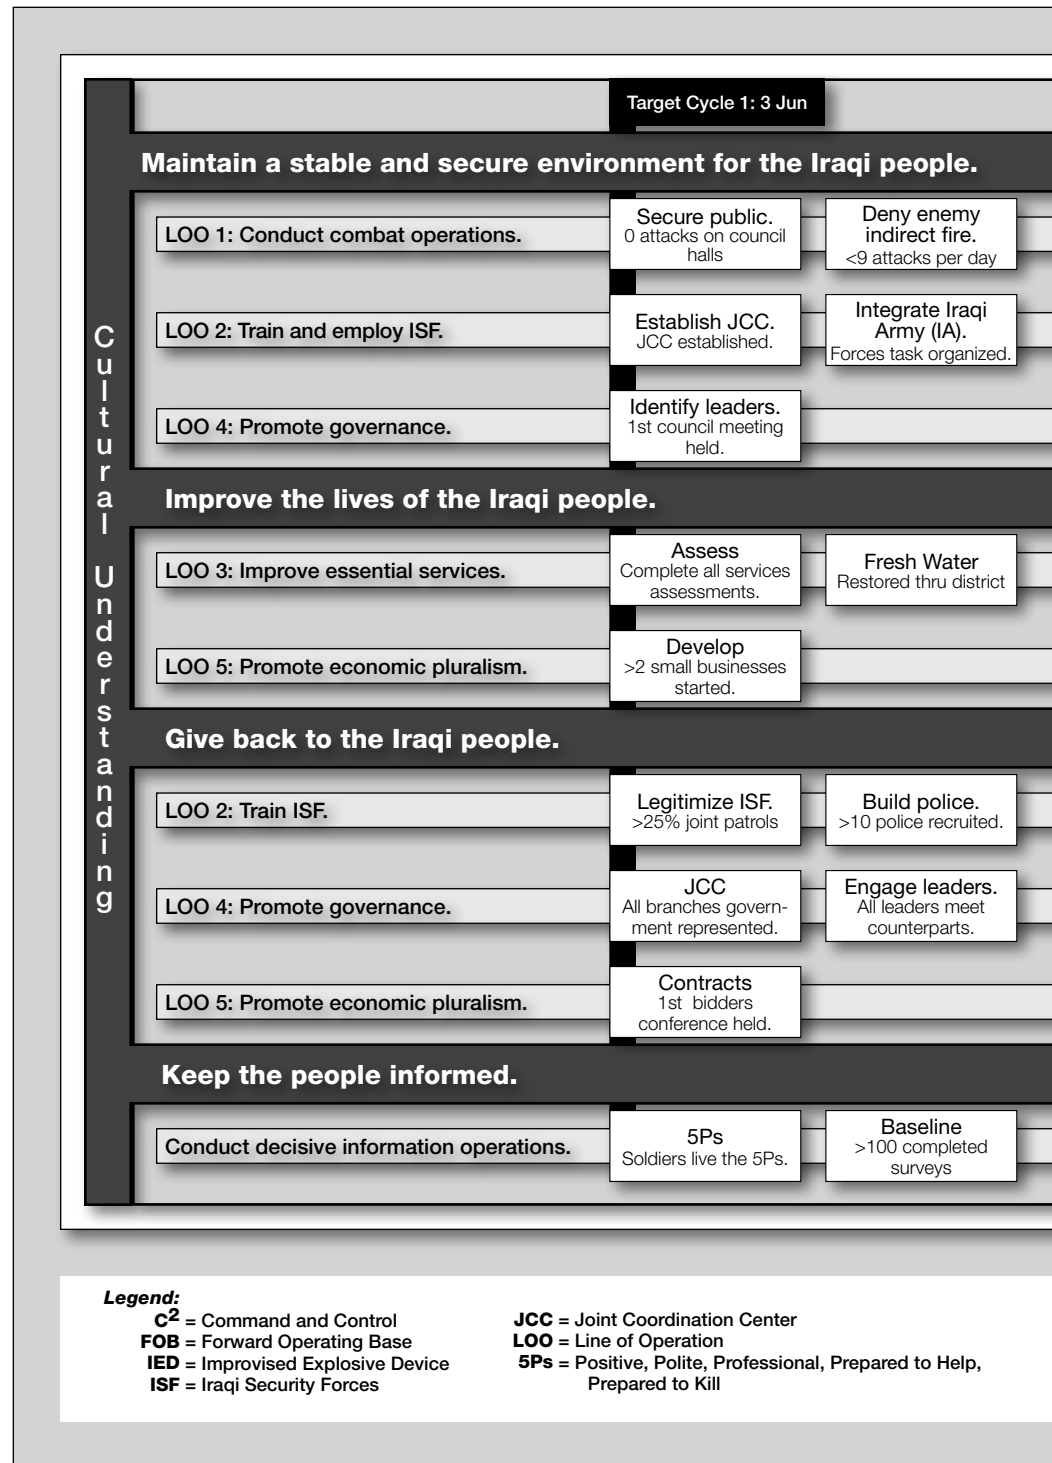 Target Cycle 1: 3 Jun
Cultural Understanding
Maintain a stable and secure environment for the Iraqi people.
LOO 1: Conduct combat operations.
Secure public.
0 attacks on council
halls
Deny enemy
indirect fire.
<9 attacks per day
LOO 2: Train and employ ISF.
Establish JCC.
JCC established.
Integrate Iraqi
Army (IA).
Forces task organized.
LOO 4: Promote governance.
Identify leaders.
1st council meeting
held.
Improve the lives of the Iraqi people.
LOO 3: Improve essential services.
Assess
Complete all services
assessments.
Fresh Water
Restored thru district
LOO 5: Promote economic pluralism.
Develop
>2 small businesses
started.
Give back to the Iraqi people.
LOO 2: Train ISF.
Legitimize ISF.
>25% joint patrols
Build police.
>10 police recruited.
LOO 4: Promote governance.
JCC
All branches govern-
ment represented.
Engage leaders.
All leaders meet
counterparts.
LOO 5: Promote economic pluralism.
Contracts
1st bidders
conference held.
Keep the people informed.
Conduct decisive information operations.
5Ps
Soldiers live the 5Ps.
Baseline
>100 completed
surveys
Legend:
C² = Command and Control
FOB = Forward Operating Base
IED = Improvised Explosive Device
ISF = Iraqi Security Forces
JCC = Joint Coordination Center
LOO = Line of Operation
5Ps = Positive, Polite, Professional, Prepared to Help,
Prepared to Kill